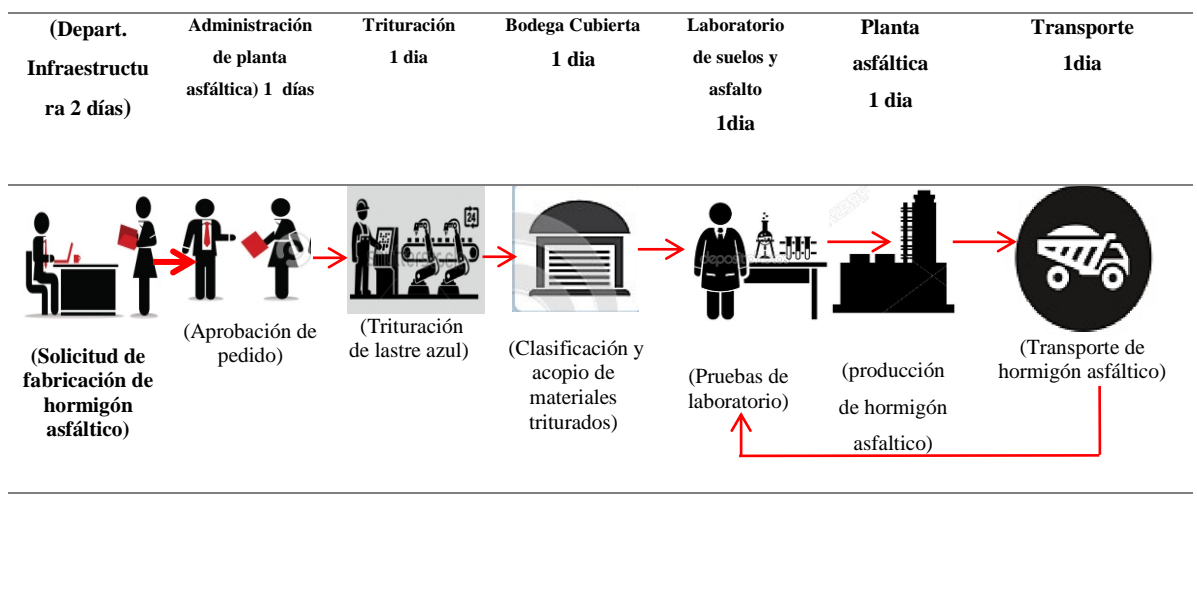 (Depart.
Infraestructu
ra 2 días)
Administración
de planta
asfáltica) 1 días
Trituración
1 dia
Bodega Cubierta
1 dia
Laboratorio
de suelos y
asfalto
1dia
Planta
asfáltica
1 dia
Transporte
1dia
24
(Solicitud de
fabricación de
hormigón
asfáltico)
(Aprobación de
pedido)
(Trituración
de lastre azul)
(Clasificación y
acopio de
materiales
triturados)
(Pruebas de
laboratorio)
(producción
de hormigón
asfaltico)
(Transporte de
hormigón asfáltico)